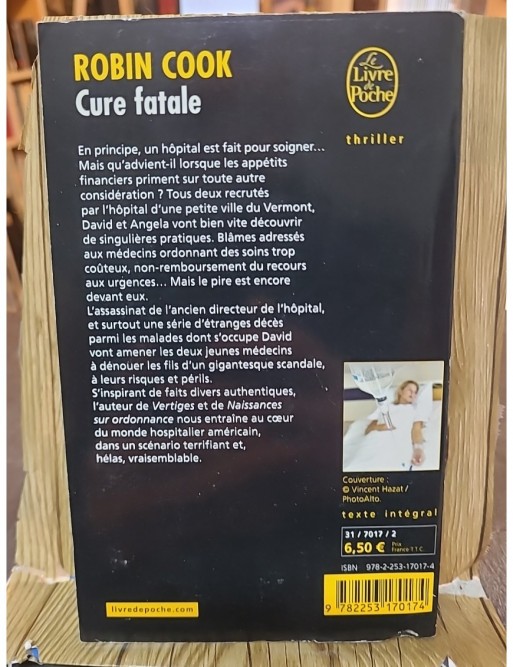 ROBIN COOK
Cure fatale
Le
Livre
de
Poche
thriller
En principe, un hôpital est fait pour soigner...
Mais qu'advient-il lorsque les appétits
financiers priment sur toute autre
considération ? Tous deux recrutés
par l'hôpital d'une petite ville du Vermont,
David et Angela vont bien vite découvrir
de singulières pratiques. Blâmes adressés
aux médecins ordonnant des soins trop
coûteux, non-remboursement du recours
aux urgences... Mais le pire est encore
devant eux.
L'assassinat de l'ancien directeur de l'hôpital,
et surtout une série d'étranges décès
parmi les malades dont s'occupe David
vont amener les deux jeunes médecins
à dénouer les fils d'un gigantesque scandale,
à leurs risques et périls.
S'inspirant de faits divers authentiques,
l'auteur de Vertiges et de Naissances
sur ordonnance nous entraîne au cœur
du monde hospitalier américain,
dans un scénario terrifiant et,
hélas, vraisemblable.
Couverture :
© Vincent Hazat /
PhotoAlto.
texte intégral
31 / 7017 / 2
6,50 € Prix
France T.T.C.
ISBN 978-2-253-17017-4
9 782253 170174
livredepoche.com